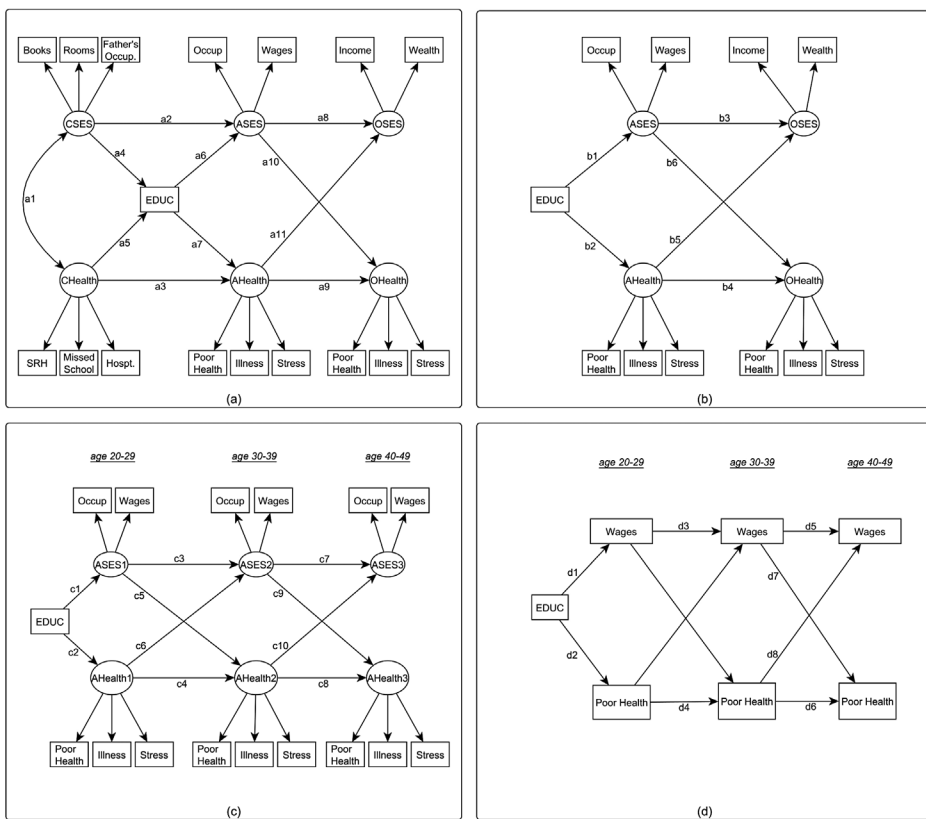 Books Rooms Father's Occup. Occup Wages Income Wealth
CSES a2 ASES a8 OSES
a4 a6 a10
a1 EDUC
a5 a7 a11
CHealth a3 AHealth a9 OHealth
SRH Missed School Hospt. Poor Health Illness Stress Poor Health Illness Stress
(a)
Occup Wages Income Wealth
ASES b3 OSES
b1 b6
EDUC
b2 b5
AHealth b4 OHealth
Poor Health Illness Stress Poor Health Illness Stress
(b)
age 20-29 age 30-39 age 40-49
Occup Wages Occup Wages Occup Wages
ASES1 c3 ASES2 c7 ASES3
c1 c5 c9
EDUC
c2 c6 c10
AHealth1 c4 AHealth2 c8 AHealth3
Poor Health Illness Stress Poor Health Illness Stress Poor Health Illness Stress
(c)
age 20-29 age 30-39 age 40-49
Wages d3 Wages d5 Wages
d1 d7
EDUC
d2 d8
Poor Health d4 Poor Health d6 Poor Health
(d)